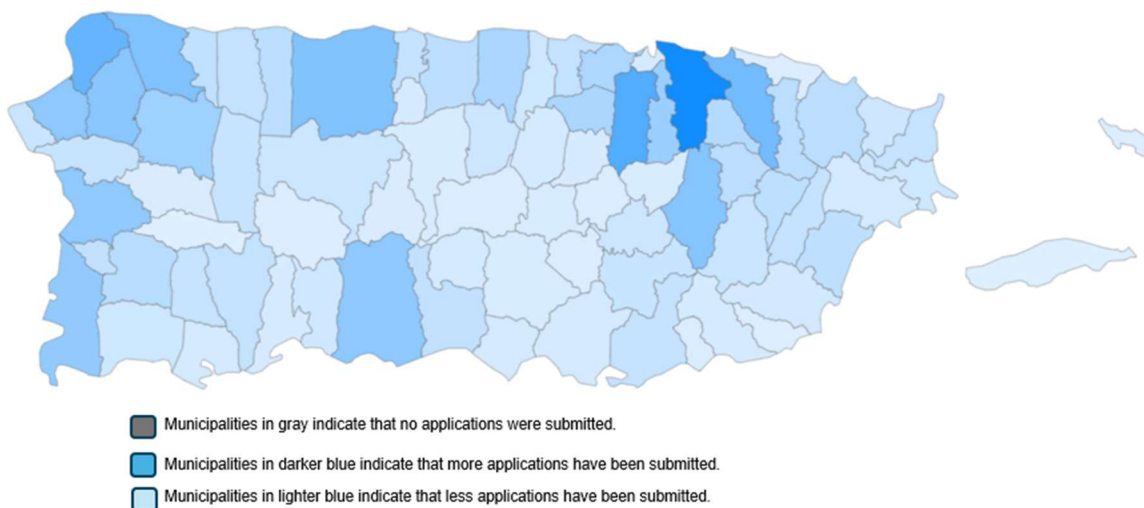 Municipalities in gray indicate that no applications were submitted.
Municipalities in darker blue indicate that more applications have been submitted.
Municipalities in lighter blue indicate that less applications have been submitted.